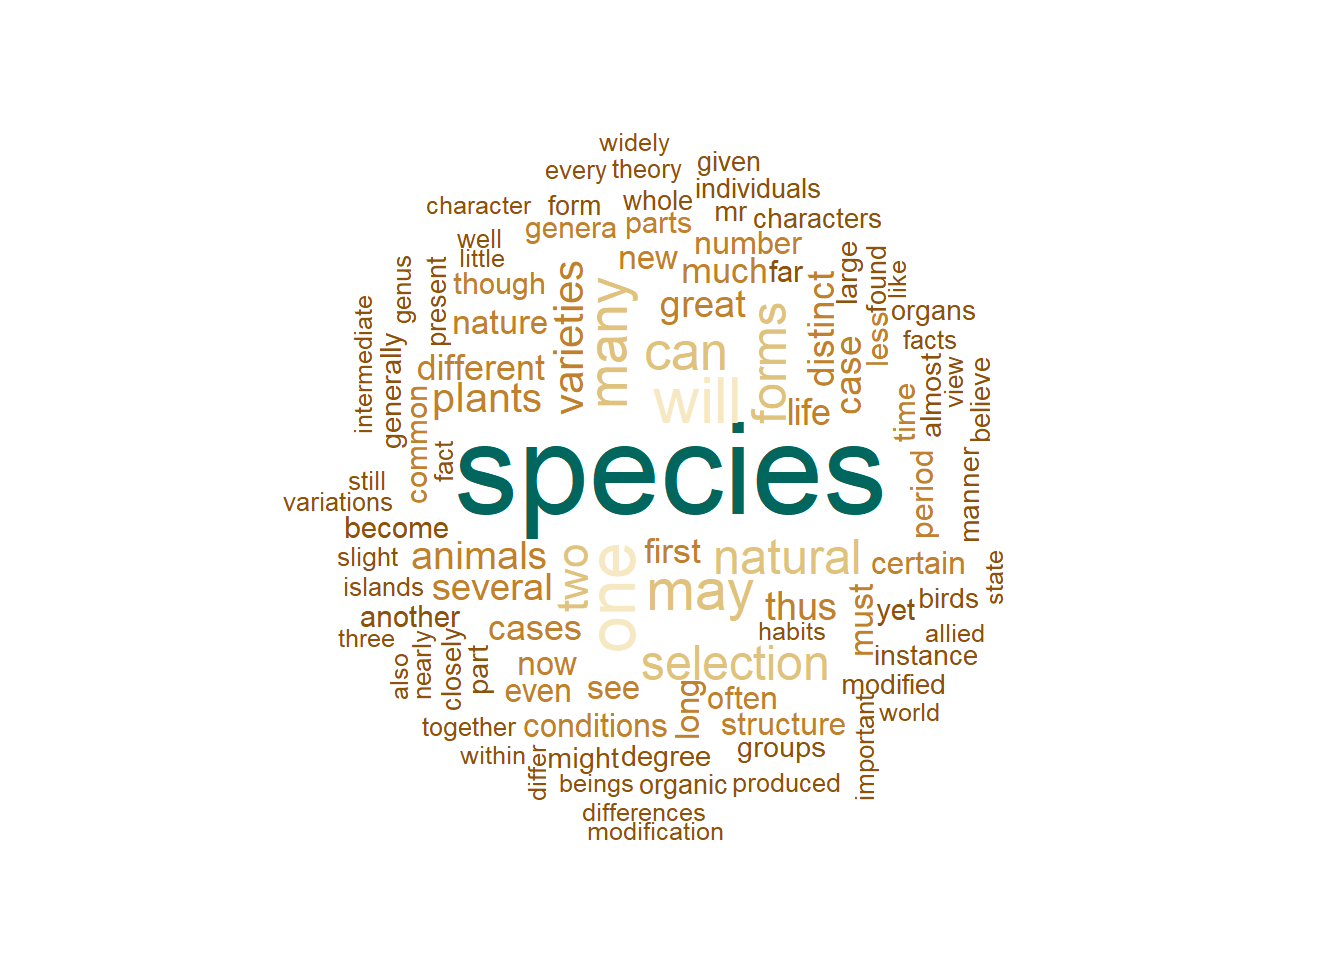 widely
every theory given
individuals
character form whole mr characters
genera parts
well number
little new much far
though large found like
genus present varieties many great distinct organs
nature forms less facts
intermediate generally different can case almost view believe
plants will life time
common fact species
still period manner
variations
become
slight animals two one first natural certain state
islands several may thus must yet birds
another cases habits allied
three also nearly closely part now selection instance
even see long often modified
together conditions structure important world
within differ might degree groups
beings organic produced
differences
modification